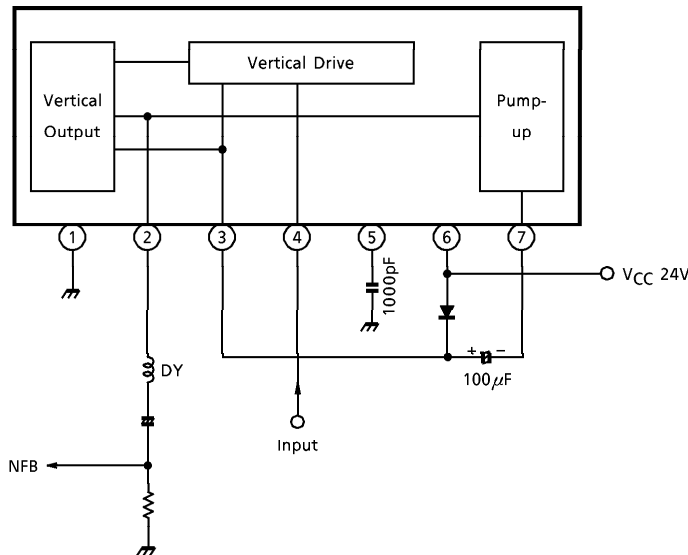 Vertical Drive
Vertical
Output
Pump-
up
1 2 3 4 5 6 7
1000pF
VCC 24V
+ −
100μF
DY
Input
NFB